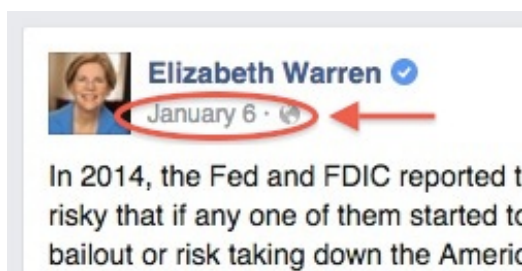 Elizabeth Warren
January 6 ·
In 2014, the Fed and FDIC reported
risky that if any one of them started
bailout or risk taking down the